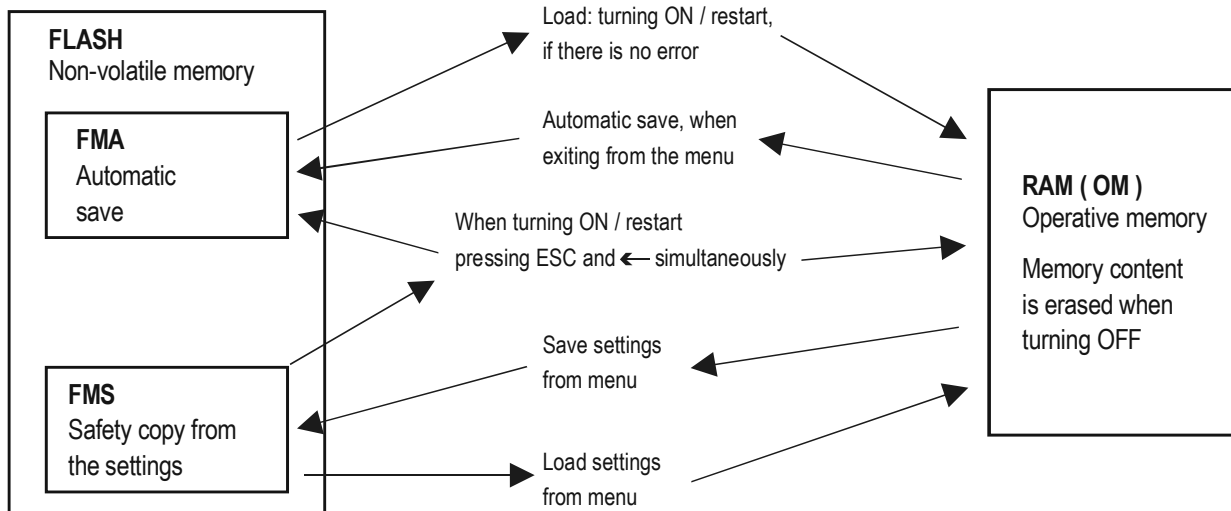 FLASH
Non-volatile memory
FMA
Automatic
save
FMS
Safety copy from
the settings
Load: turning ON / restart,
if there is no error
Automatic save, when
exiting from the menu
When turning ON / restart
pressing ESC and ← simultaneously
Save settings
from menu
Load settings
from menu
RAM ( OM )
Operative memory
Memory content
is erased when
turning OFF